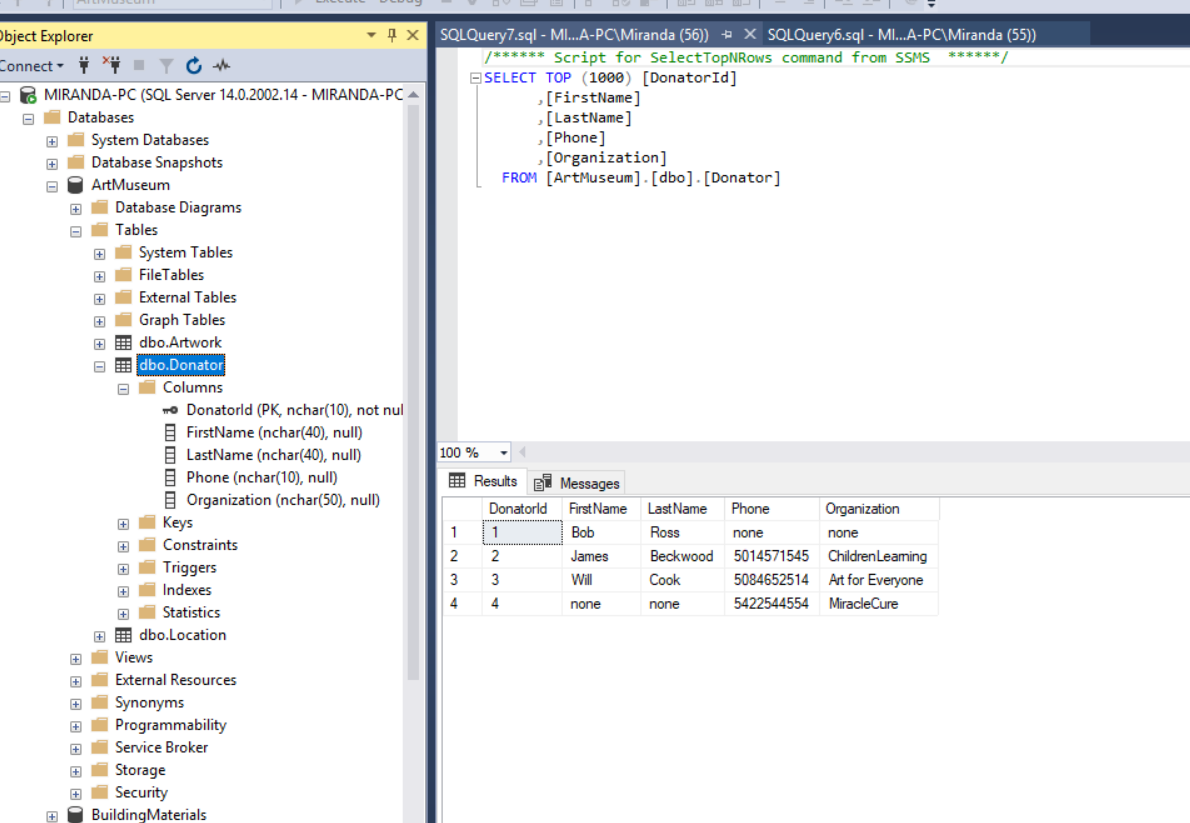 ArtMuseum
Execute Debug
Object Explorer
Connect
MIRANDA-PC (SQL Server 14.0.2002.14 - MIRANDA-PC
Databases
System Databases
Database Snapshots
ArtMuseum
Database Diagrams
Tables
System Tables
FileTables
External Tables
Graph Tables
dbo.Artwork
dbo.Donator
Columns
DonatorId (PK, nchar(10), not nul
FirstName (nchar(40), null)
LastName (nchar(40), null)
Phone (nchar(10), null)
Organization (nchar(50), null)
Keys
Constraints
Triggers
Indexes
Statistics
dbo.Location
Views
External Resources
Synonyms
Programmability
Service Broker
Storage
Security
BuildingMaterials
SQLQuery7.sql - MI...A-PC\Miranda (56)) SQLQuery6.sql - MI...A-PC\Miranda (55))
/****** Script for SelectTopNRows command from SSMS ******/
SELECT TOP (1000) [DonatorId]
,[FirstName]
,[LastName]
,[Phone]
,[Organization]
FROM [ArtMuseum].[dbo].[Donator]
100 %
Results Messages
DonatorId FirstName LastName Phone Organization
1 1 Bob Ross none none
2 2 James Beckwood 5014571545 ChildrenLearning
3 3 Will Cook 5084652514 Art for Everyone
4 4 none none 5422544554 MiracleCure